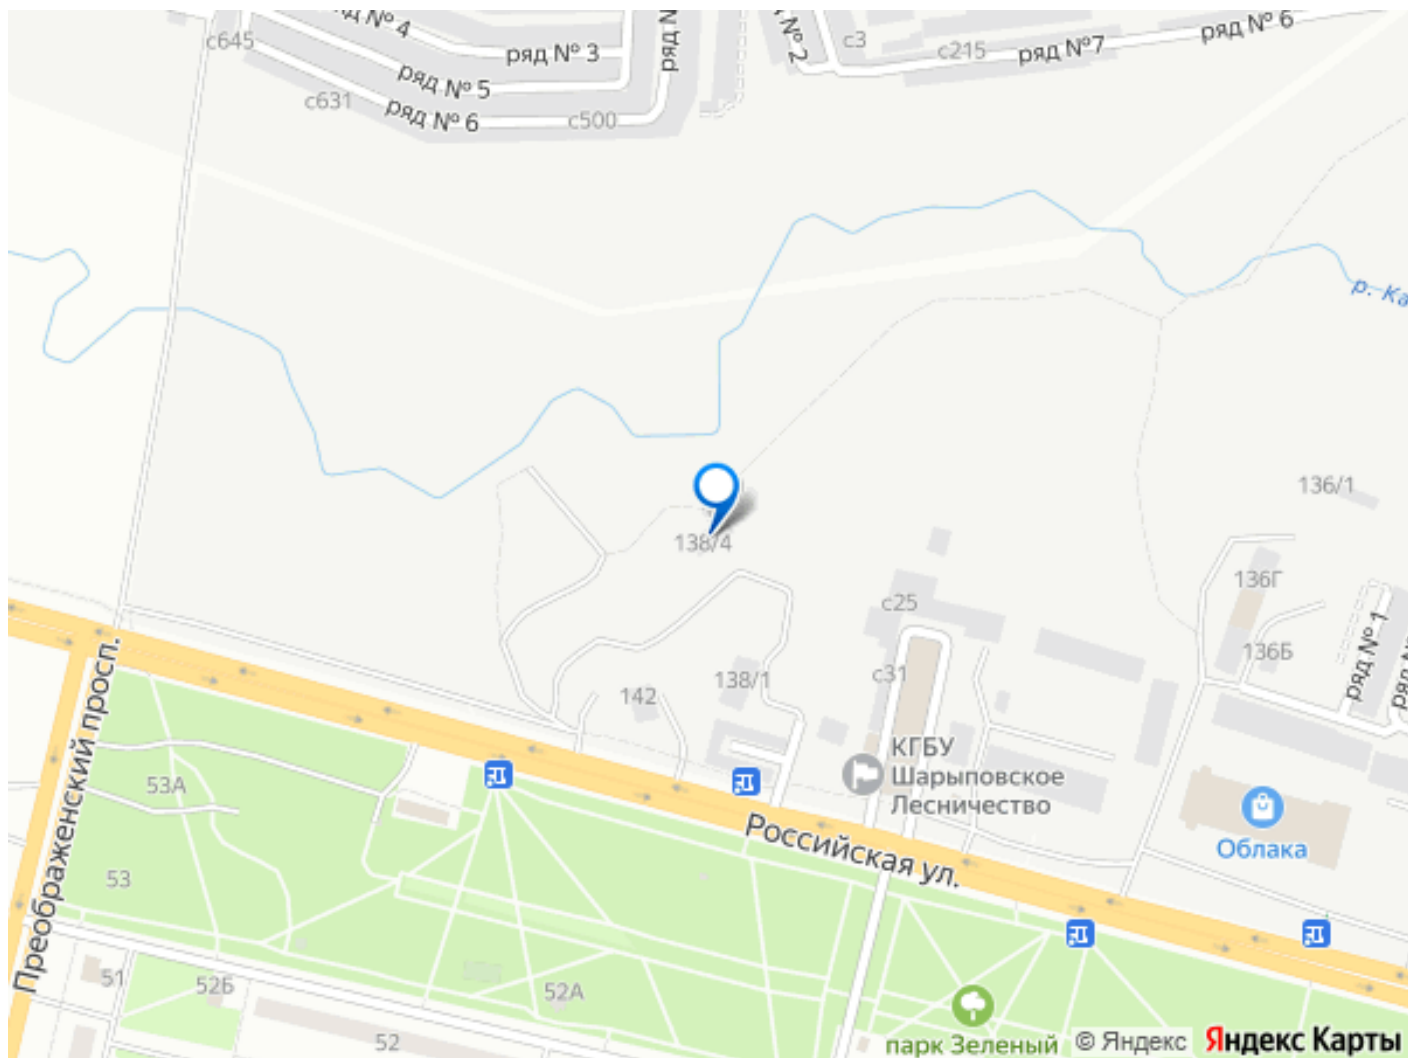 ряд № 4
с645
ряд № 3
ряд № 5
с631
ряд № 6
с500
ряд №
№ 2
с3
с215
ряд №7
ряд № 6
р. Ка
138/4
136/1
136Г
136Б
ряд № 1
ряд №
с25
с31
138/1
142
КГБУ
Шарыповское
Лесничество
Облака
Российская ул.
Преображенский просп.
53А
53
51
52Б
52А
52
парк Зеленый
© Яндекс
Яндекс Карты